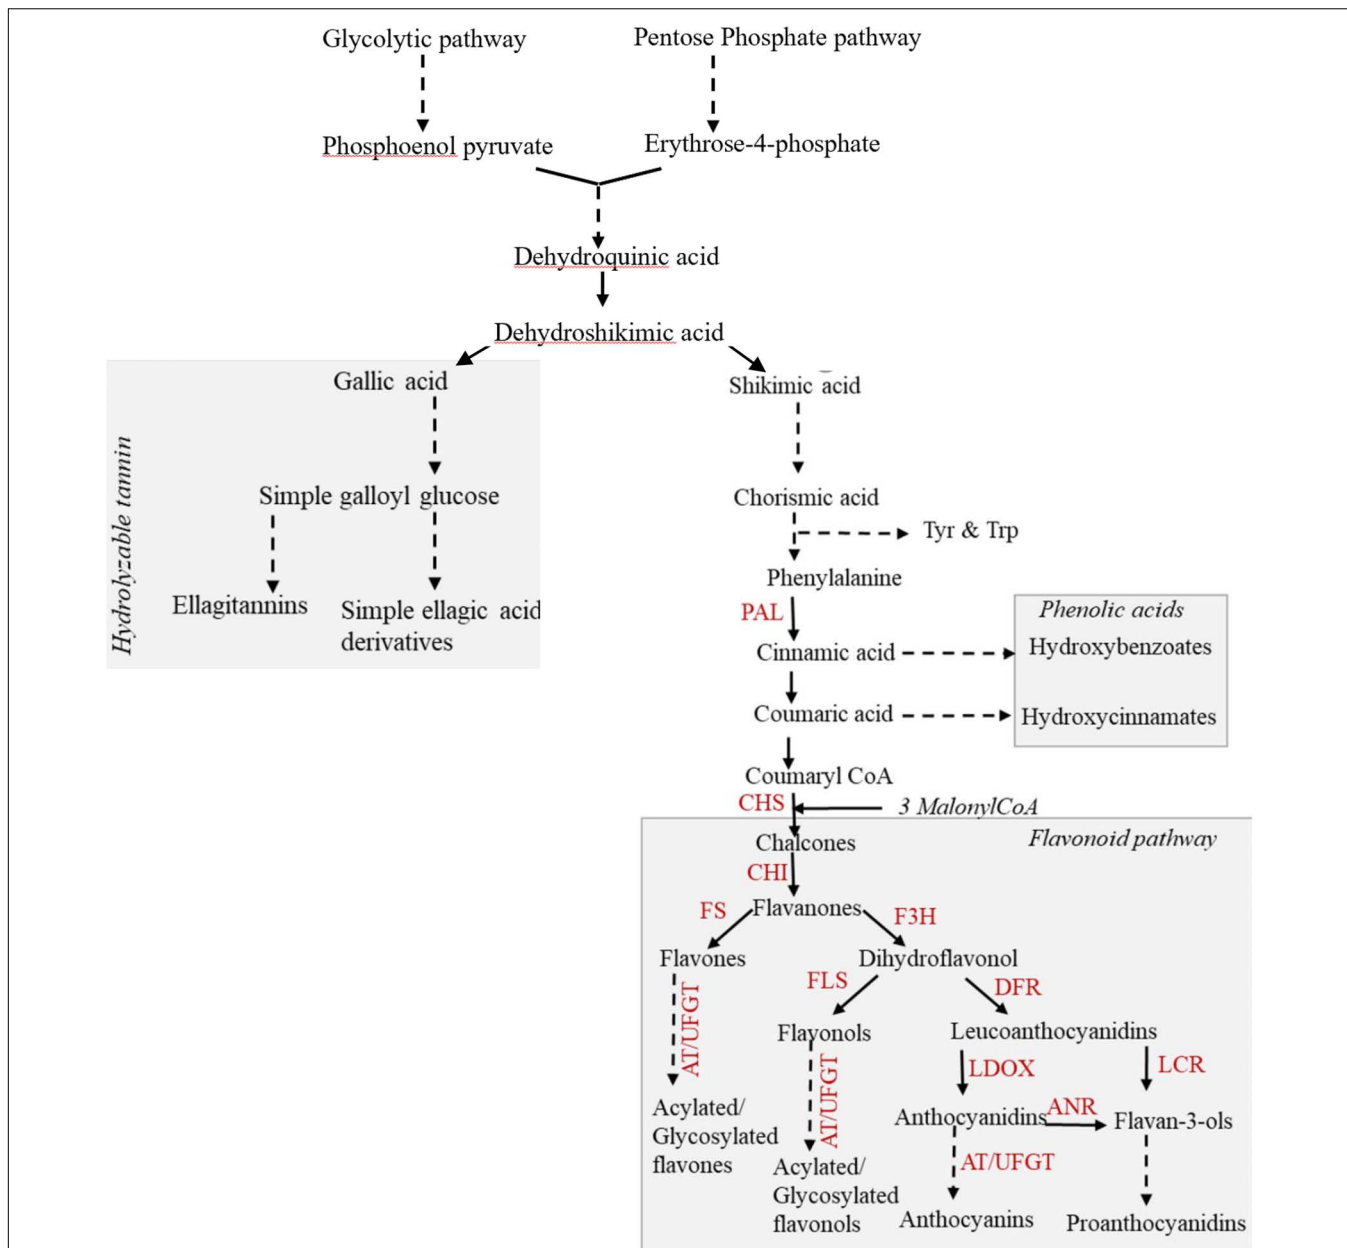 Glycolytic pathway
Pentose Phosphate pathway
Phosphoenol pyruvate
Erythrose-4-phosphate
Dehydroquinic acid
Dehydroshikimic acid
Gallic acid
Shikimic acid
Hydrolyzable tannin
Simple galloyl glucose
Chorismic acid
Tyr & Trp
Phenylalanine
Ellagitannins
Simple ellagic acid
derivatives
PAL
Phenolic acids
Cinnamic acid
Hydroxybenzoates
Coumaric acid
Hydroxycinnamates
Coumaryl CoA
CHS
3 MalonylCoA
Chalcones
Flavonoid pathway
CHI
Flavanones
FS
F3H
Flavones
Dihydroflavonol
FLS
DFR
AT/UFGT
Flavonols
Leucoanthocyanidins
AT/UFGT
LDOX
LCR
Acylated/
Glycosylated
flavones
Anthocyanidins
ANR
Flavan-3-ols
AT/UFGT
Acylated/
Glycosylated
flavonols
Anthocyanins
Proanthocyanidins